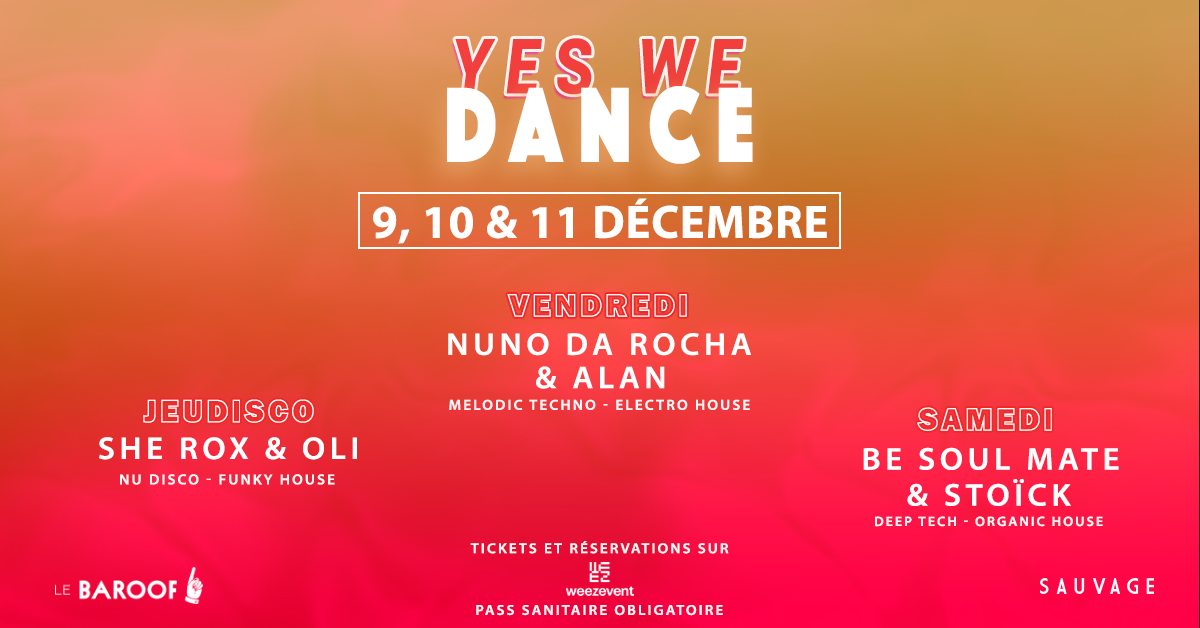 YES WE
DANCE
9, 10 & 11 DÉCEMBRE
JEUDISCO
SHE ROX & OLI
NU DISCO - FUNKY HOUSE
VENDREDI
NUNO DA ROCHA
& ALAN
MELODIC TECHNO - ELECTRO HOUSE
SAMEDI
BE SOUL MATE
& STOÏCK
DEEP TECH - ORGANIC HOUSE
TICKETS ET RÉSERVATIONS SUR
WEEZ
weezevent
PASS SANITAIRE OBLIGATOIRE
LE BAROOF
SAUVAGE